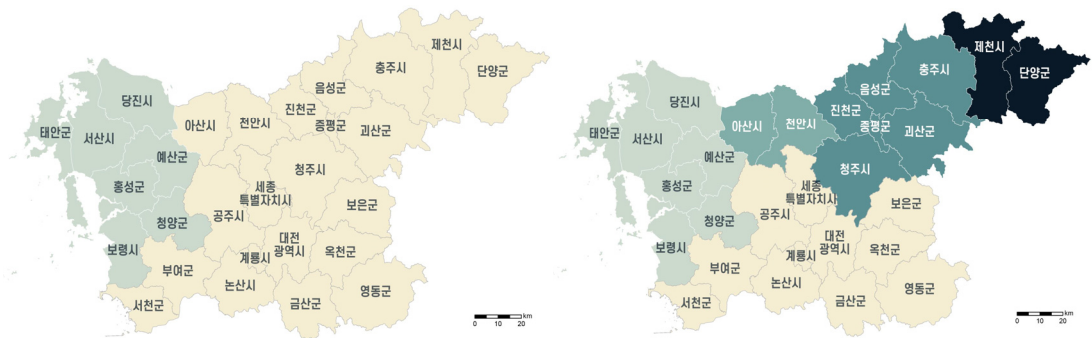 제천시
충주시
단양군
음성군
당진시
진천군
아산시
천안시
태안군
증평군
괴산군
서산시
예산군
청주시
홍성군
세종
특별자치시
보은군
청양군
공주시
대전
광역시
보령시
옥천군
계룡시
부여군
논산시
영동군
금산군
서천군
km
0 10 20
제천시
충주시
단양군
음성군
당진시
진천군
아산시
천안시
태안군
증평군
괴산군
서산시
예산군
청주시
홍성군
세종
특별자치시
보은군
청양군
공주시
대전
광역시
보령시
옥천군
계룡시
부여군
논산시
영동군
금산군
서천군
km
0 10 20